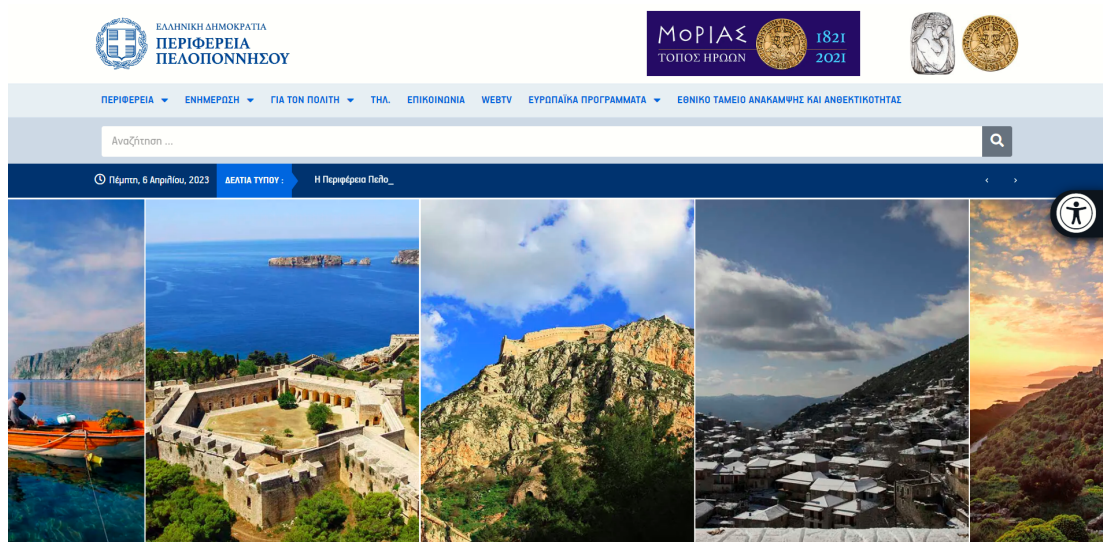 ΕΛΛΗΝΙΚΗ ΔΗΜΟΚΡΑΤΙΑ
ΠΕΡΙΦΕΡΕΙΑ
ΠΕΛΟΠΟΝΝΗΣΟΥ
ΜΟΡΙΑΣ
ΤΟΠΟΣ ΗΡΩΩΝ
1821
2021
ΠΕΡΙΦΕΡΕΙΑ ΕΝΗΜΕΡΩΣΗ ΓΙΑ ΤΟΝ ΠΟΛΙΤΗ ΤΗΛ. ΕΠΙΚΟΙΝΩΝΙΑ WEBTV ΕΥΡΩΠΑΪΚΑ ΠΡΟΓΡΑΜΜΑΤΑ ΕΘΝΙΚΟ ΤΑΜΕΙΟ ΑΝΑΚΑΜΨΗΣ ΚΑΙ ΑΝΘΕΚΤΙΚΟΤΗΤΑΣ
Αναζήτηση ...
Πέμπτη, 6 Απριλίου, 2023 ΔΕΛΤΙΑ ΤΥΠΟΥ : Η Περιφέρεια Πελο_